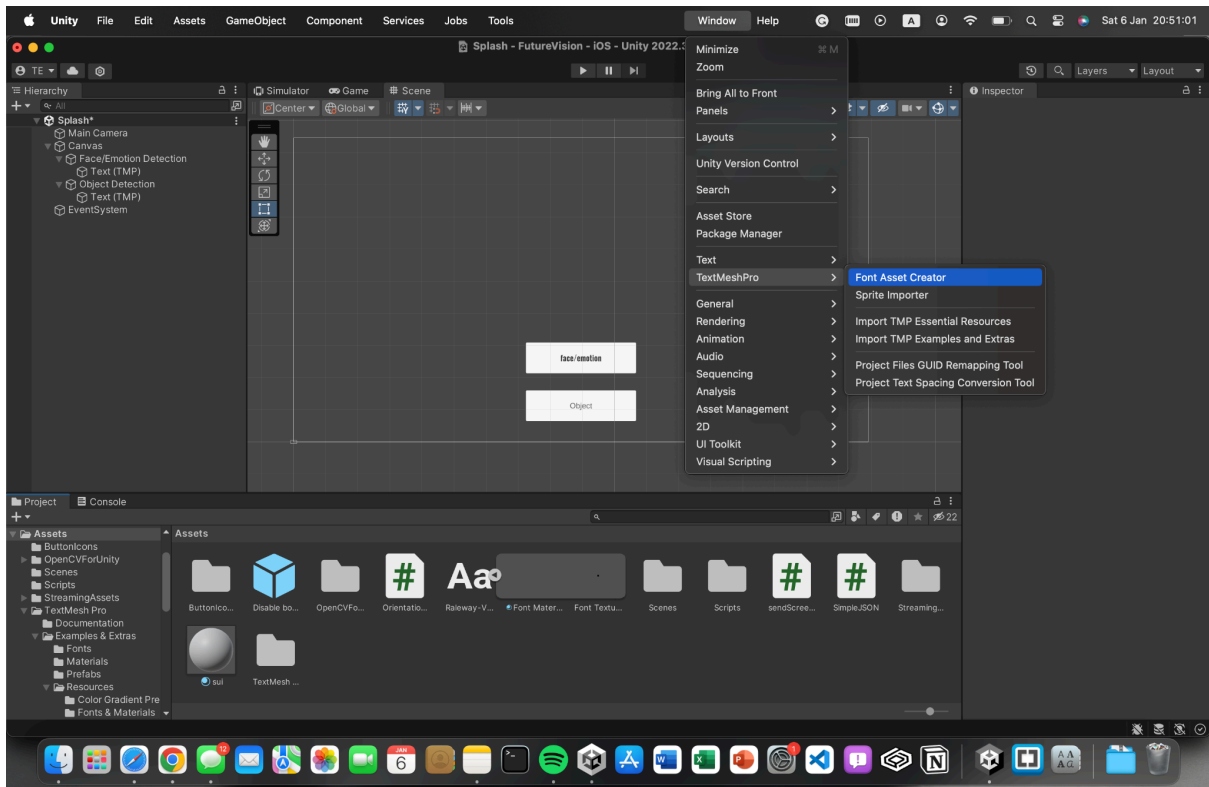 Unity File Edit Assets GameObject Component Services Jobs Tools Window Help Sat 6 Jan 20:51:01
Splash - FutureVision - iOS - Unity 2022.3
TE
Layers Layout
Hierarchy
All
Splash*
Main Camera
Canvas
Face/Emotion Detection
Text (TMP)
Object Detection
Text (TMP)
EventSystem
Simulator Game Scene
Center Global
face/emotion
Object
Inspector
Minimize ⌘ M
Zoom
Bring All to Front
Panels
Layouts
Unity Version Control
Search
Asset Store
Package Manager
Text
TextMeshPro
General
Rendering
Animation
Audio
Sequencing
Analysis
Asset Management
2D
UI Toolkit
Visual Scripting
Font Asset Creator
Sprite Importer
Import TMP Essential Resources
Import TMP Examples and Extras
Project Files GUID Remapping Tool
Project Text Spacing Conversion Tool
Project Console
22
Assets
ButtonIcons
OpenCVForUnity
Scenes
Scripts
StreamingAssets
TextMesh Pro
Documentation
Examples & Extras
Fonts
Materials
Prefabs
Resources
Color Gradient Pre
Fonts & Materials
Assets
# Aa # #
ButtonIco... Disable bo... OpenCVFo... Orientatio... Raleway-V... Font Mater... Font Textu... Scenes Scripts sendScree... SimpleJSON Streaming...
sui TextMesh ...
12
JAN
6
1